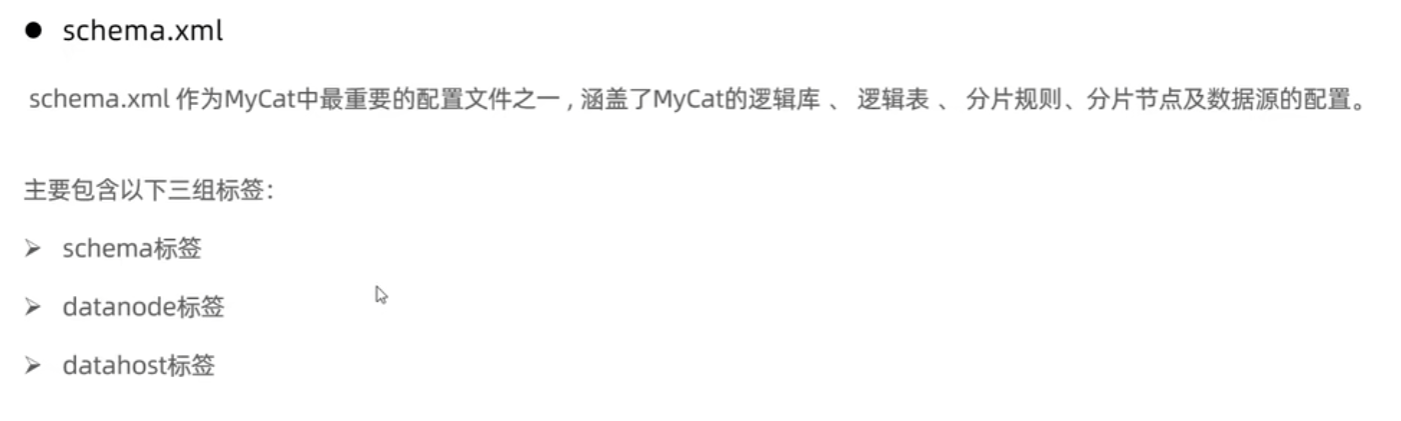 ● schema.xml
schema.xml 作为MyCat中最重要的配置文件之一 , 涵盖了MyCat的逻辑库 、 逻辑表 、 分片规则、分片节点及数据源的配置。
主要包含以下三组标签：
➢ schema标签
➢ datanode标签
➢ datahost标签